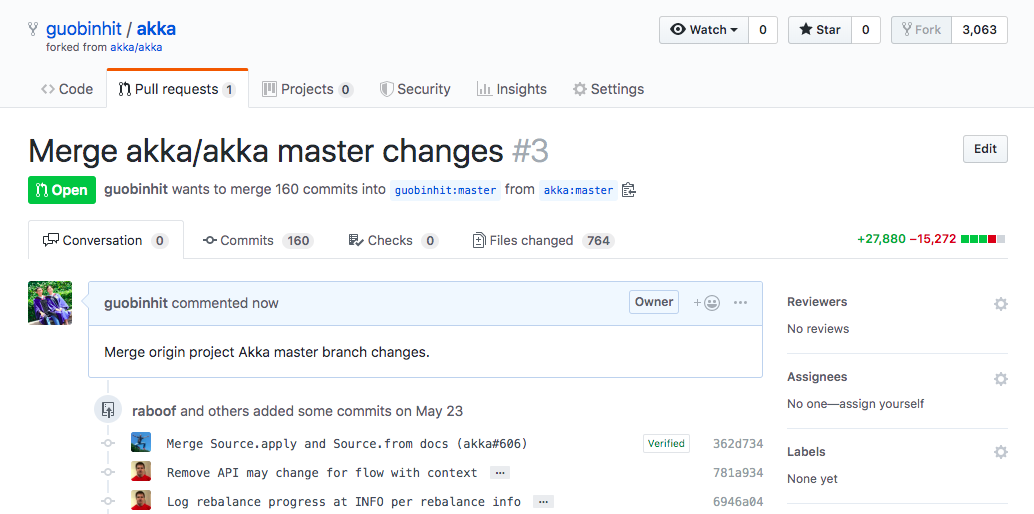 guobinhit / akka
forked from akka/akka
Watch 0 Star 0 Fork 3,063
Code Pull requests 1 Projects 0 Security Insights Settings
Merge akka/akka master changes #3 Edit
Open guobinhit wants to merge 160 commits into guobinhit:master from akka:master
Conversation 0 Commits 160 Checks 0 Files changed 764 +27,880 −15,272
guobinhit commented now Owner
Merge origin project Akka master branch changes.
raboof and others added some commits on May 23
Merge Source.apply and Source.from docs (akka#606) Verified 362d734
Remove API may change for flow with context ... 781a934
Log rebalance progress at INFO per rebalance info ... 6946a04
Reviewers
No reviews
Assignees
No one—assign yourself
Labels
None yet